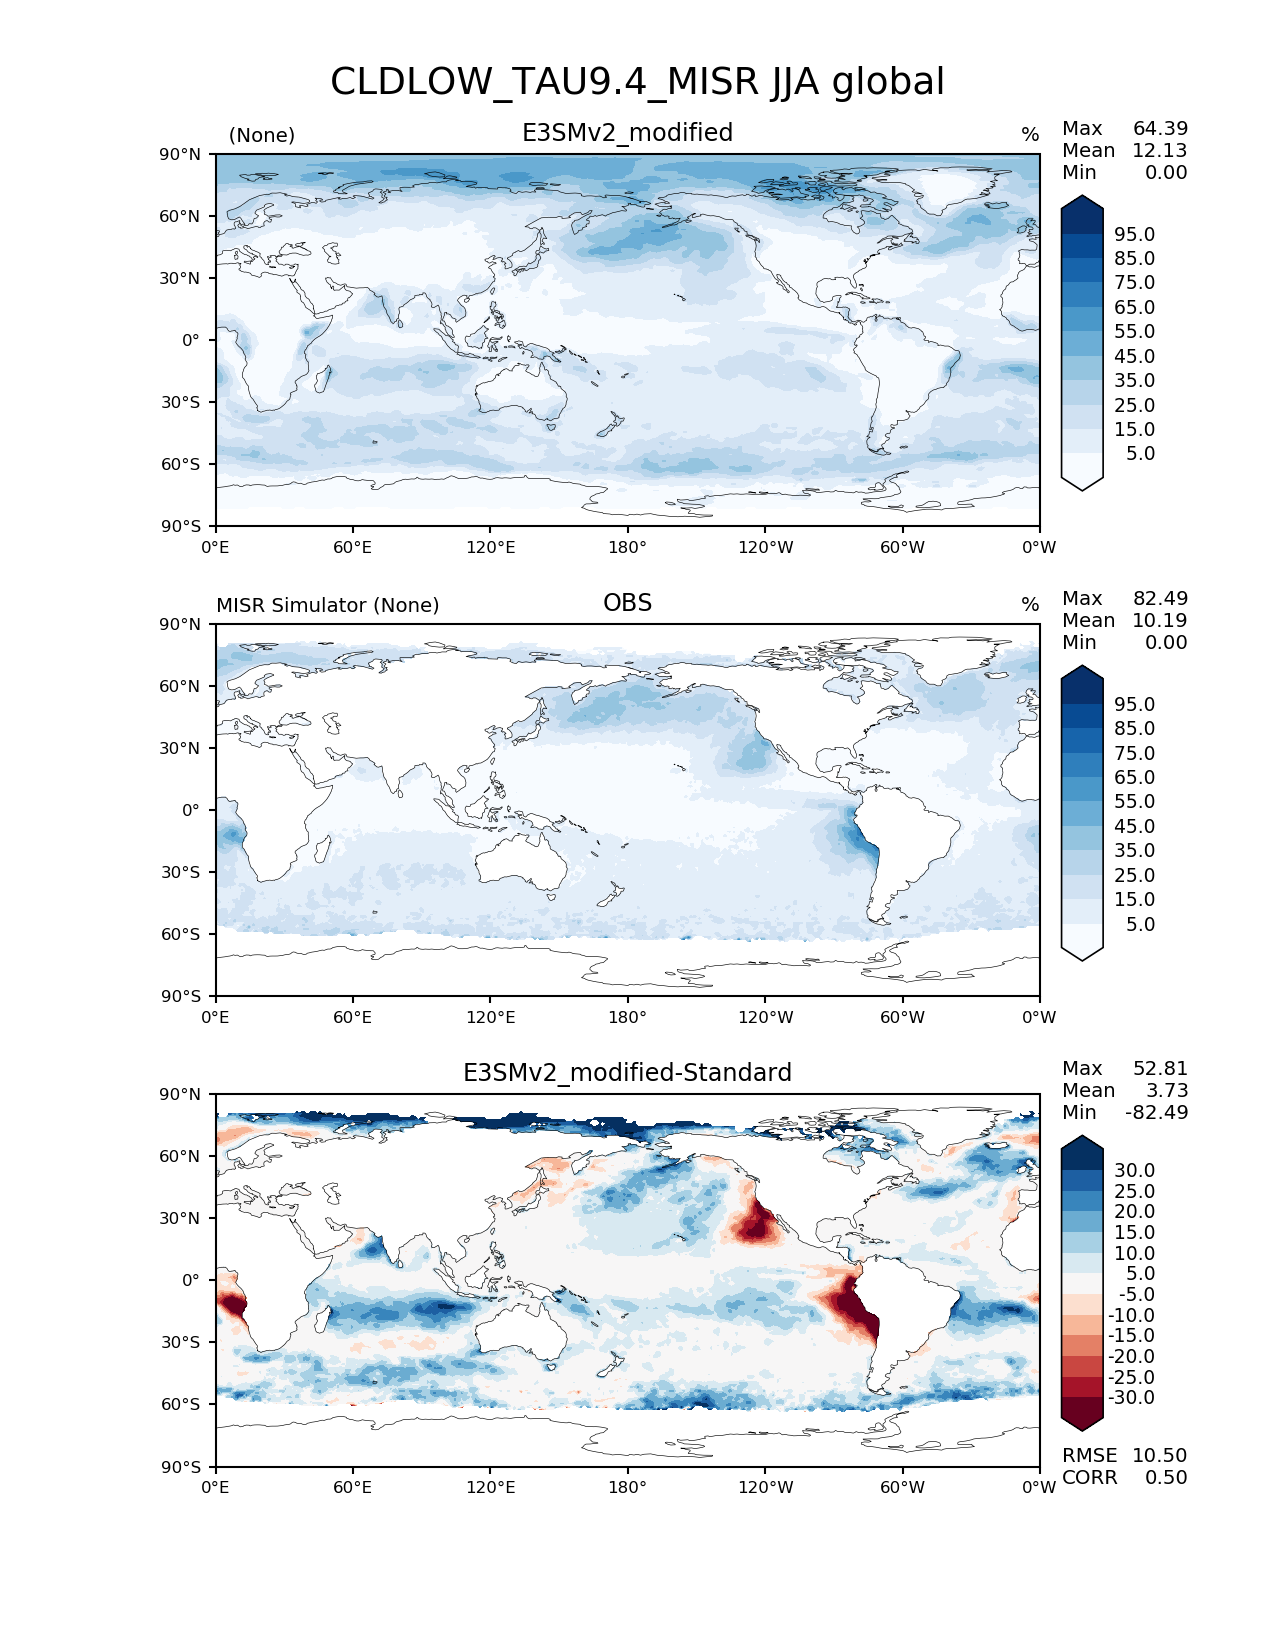 CLDLOW_TAU9.4_MISR JJA global
(None) E3SMv2_modified %
Max 64.39
Mean 12.13
Min 0.00
90°N
60°N
30°N
0°
30°S
60°S
90°S
0°E 60°E 120°E 180° 120°W 60°W 0°W
95.0
85.0
75.0
65.0
55.0
45.0
35.0
25.0
15.0
5.0
MISR Simulator (None) OBS %
Max 82.49
Mean 10.19
Min 0.00
90°N
60°N
30°N
0°
30°S
60°S
90°S
0°E 60°E 120°E 180° 120°W 60°W 0°W
95.0
85.0
75.0
65.0
55.0
45.0
35.0
25.0
15.0
5.0
E3SMv2_modified-Standard
Max 52.81
Mean 3.73
Min -82.49
90°N
60°N
30°N
0°
30°S
60°S
90°S
0°E 60°E 120°E 180° 120°W 60°W 0°W
30.0
25.0
20.0
15.0
10.0
5.0
-5.0
-10.0
-15.0
-20.0
-25.0
-30.0
RMSE 10.50
CORR 0.50